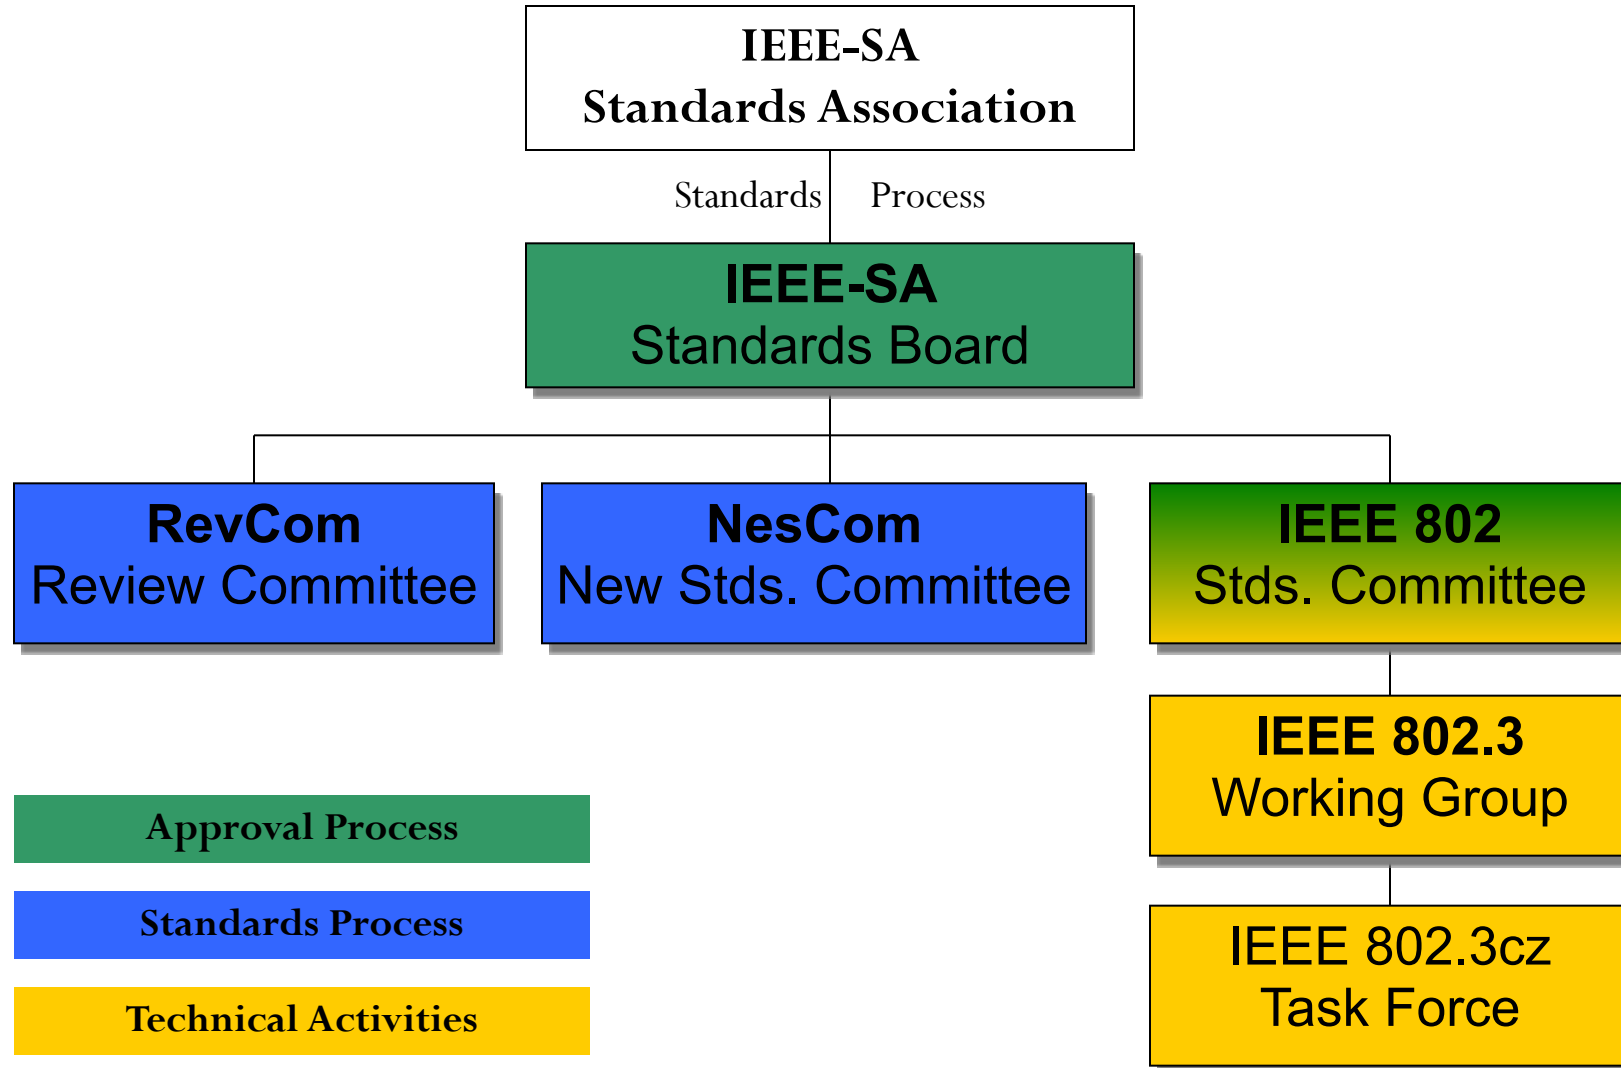 IEEE-SA
Standards Association
Standards Process
IEEE-SA
Standards Board
RevCom
Review Committee
NesCom
New Stds. Committee
IEEE 802
Stds. Committee
IEEE 802.3
Working Group
IEEE 802.3cz
Task Force
Approval Process
Standards Process
Technical Activities